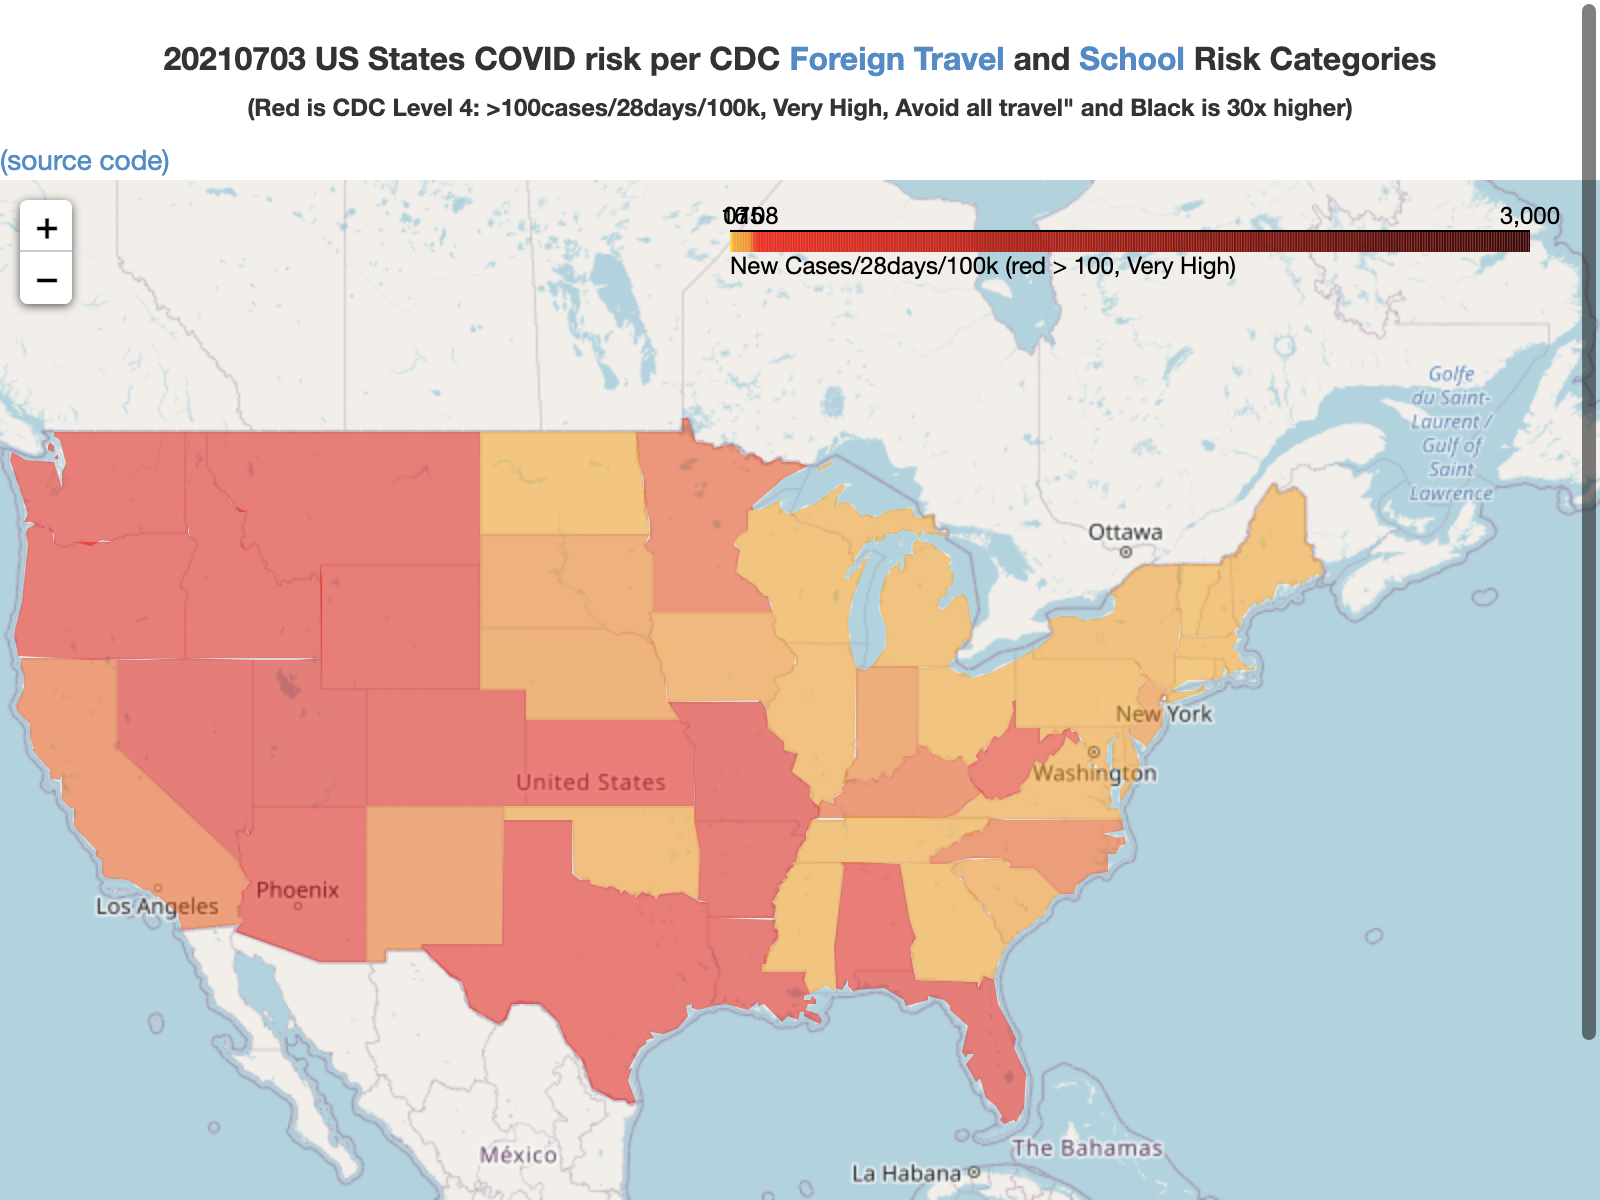 20210703 US States COVID risk per CDC Foreign Travel and School Risk Categories
(Red is CDC Level 4: >100cases/28days/100k, Very High, Avoid all travel" and Black is 30x higher)
(source code)
+
−
3,000
New Cases/28days/100k (red > 100, Very High)
Golfe
du Saint-
Laurent /
Gulf of
Saint
Lawrence
Ottawa
New York
Washington
United States
Phoenix
Los Angeles
México
The Bahamas
La Habana